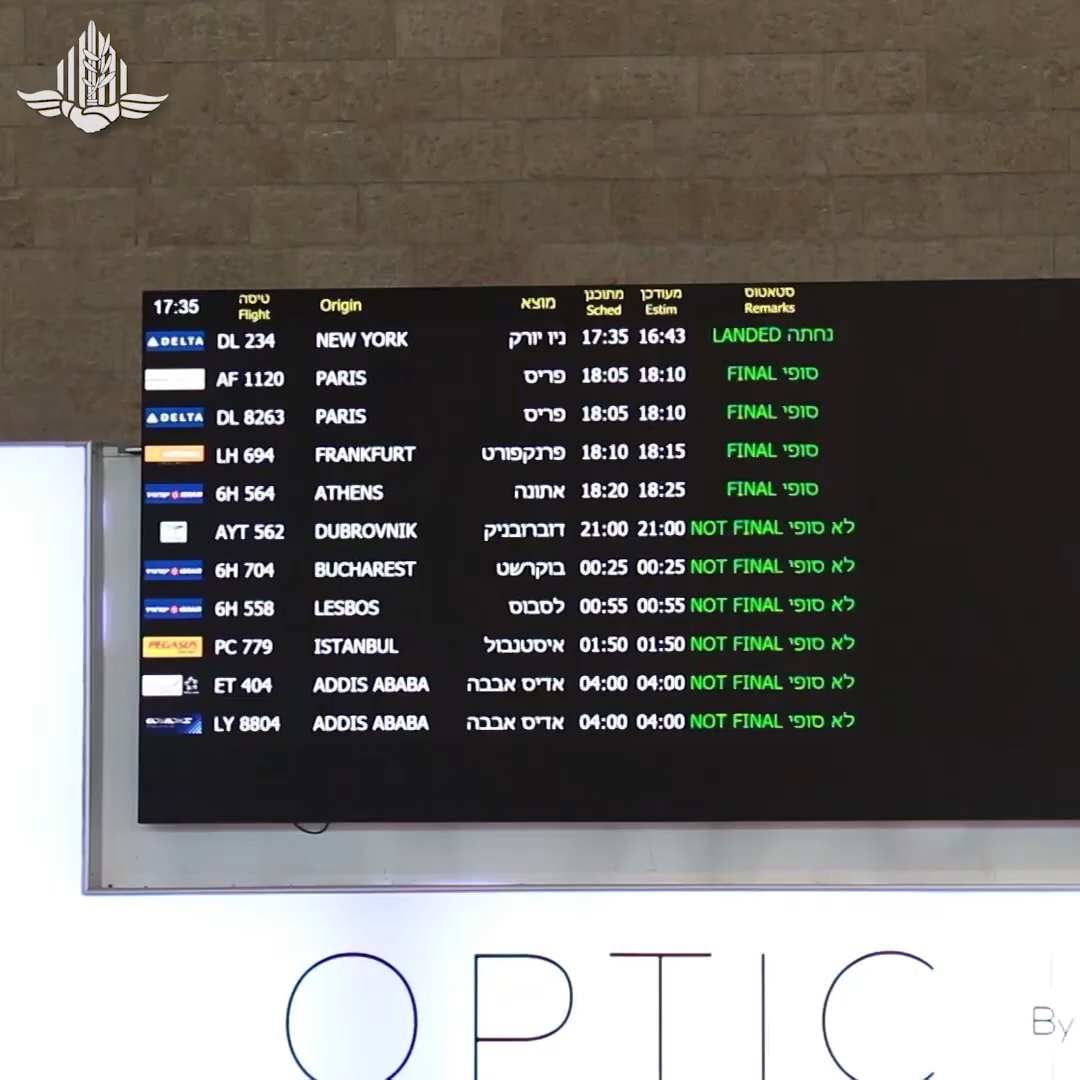 17:35 טיסה Origin מוצא מתוכנן מעודכן סטאטוס
Flight Sched Estim Remarks
DELTA DL 234 NEW YORK ניו יורק 17:35 16:43 LANDED נחתה
AF 1120 PARIS פריס 18:05 18:10 FINAL סופי
DELTA DL 8263 PARIS פריס 18:05 18:10 FINAL סופי
LH 694 FRANKFURT פרנקפורט 18:10 18:15 FINAL סופי
6H 564 ATHENS אתונה 18:20 18:25 FINAL סופי
AYT 562 DUBROVNIK דוברובניק 21:00 21:00 NOT FINAL לא סופי
6H 704 BUCHAREST בוקרשט 00:25 00:25 NOT FINAL לא סופי
6H 558 LESBOS לסבוס 00:55 00:55 NOT FINAL לא סופי
PEGASUS PC 779 ISTANBUL איסטנבול 01:50 01:50 NOT FINAL לא סופי
ET 404 ADDIS ABABA אדיס אבבה 04:00 04:00 NOT FINAL לא סופי
LY 8804 ADDIS ABABA אדיס אבבה 04:00 04:00 NOT FINAL לא סופי
OPTIC
By